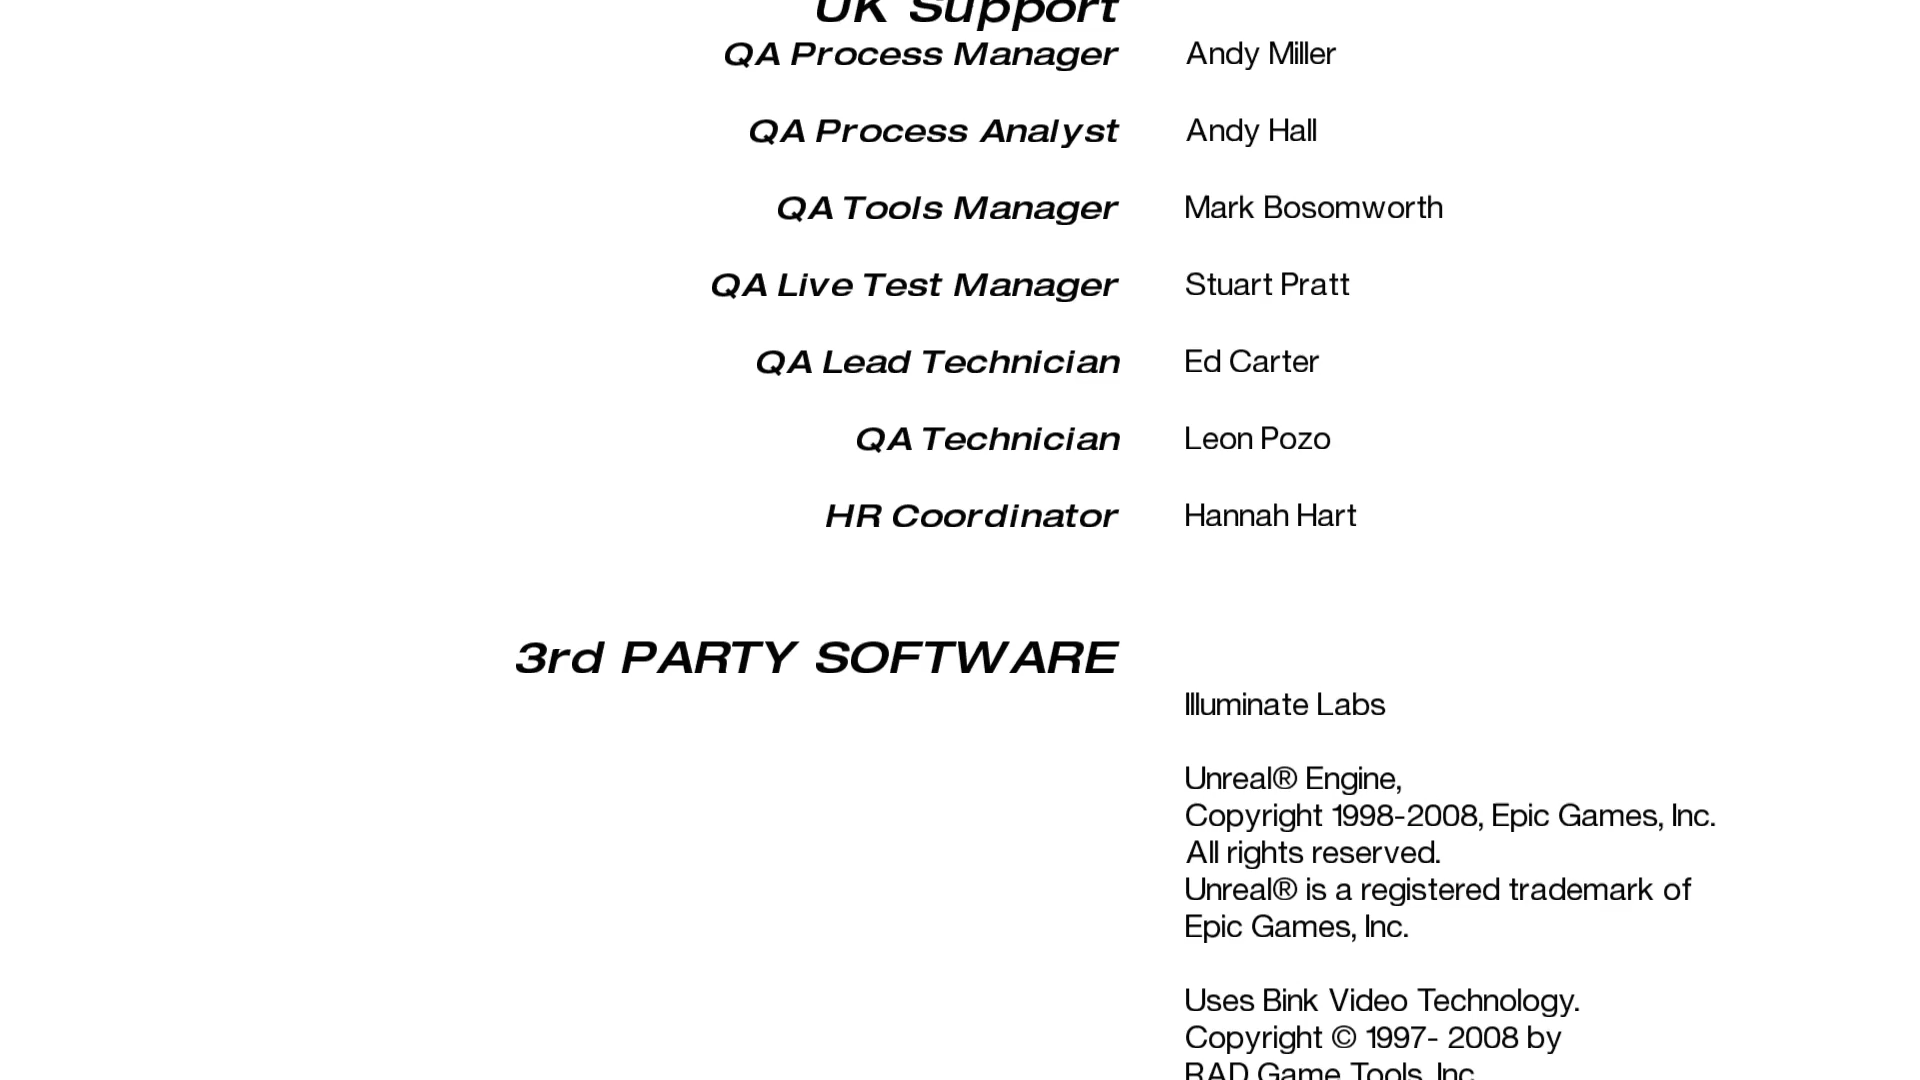 UK Support
QA Process Manager Andy Miller
QA Process Analyst Andy Hall
QA Tools Manager Mark Bosomworth
QA Live Test Manager Stuart Pratt
QA Lead Technician Ed Carter
QA Technician Leon Pozo
HR Coordinator Hannah Hart
3rd PARTY SOFTWARE
Illuminate Labs
Unreal® Engine,
Copyright 1998-2008, Epic Games, Inc.
All rights reserved.
Unreal® is a registered trademark of
Epic Games, Inc.
Uses Bink Video Technology.
Copyright © 1997- 2008 by
RAD Game Tools, Inc.